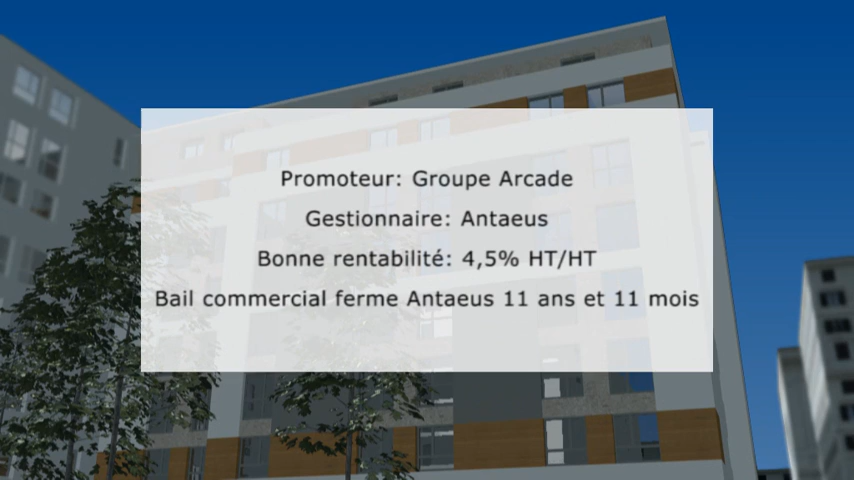 Promoteur: Groupe Arcade
Gestionnaire: Antaeus
Bonne rentabilité: 4,5% HT/HT
Bail commercial ferme Antaeus 11 ans et 11 mois